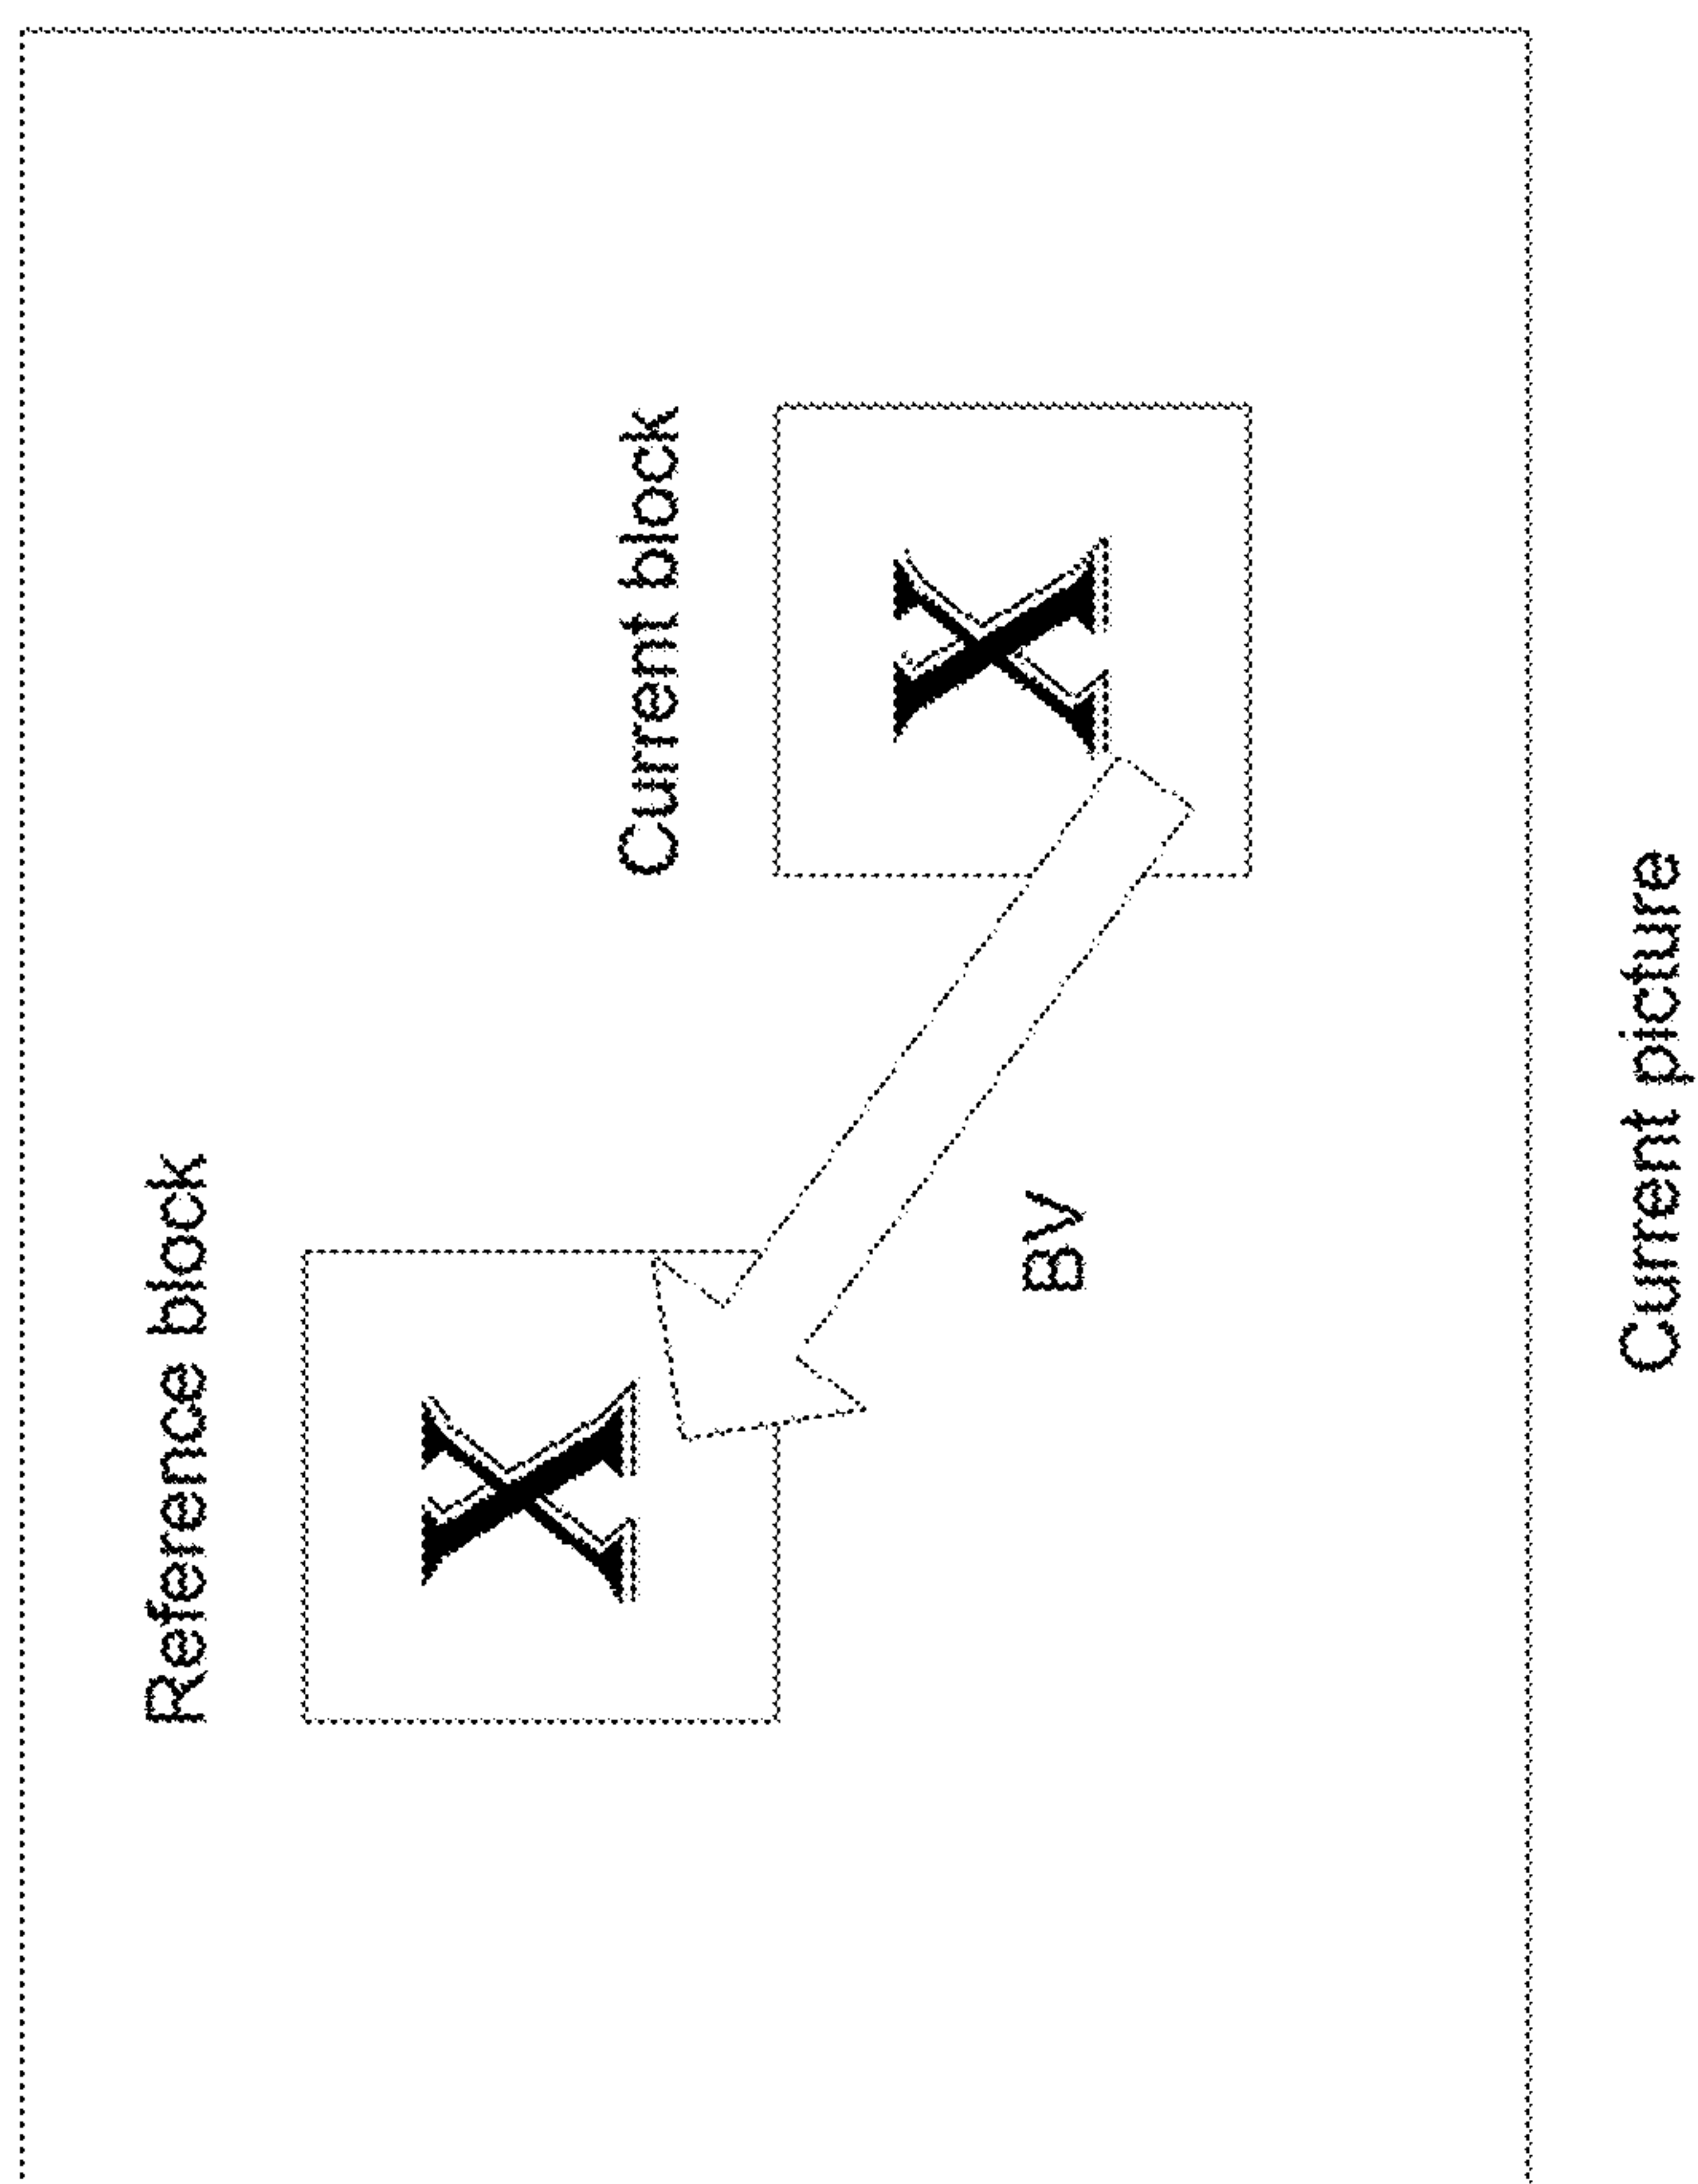 Reference block
X
Current block
X
BV
Current picture